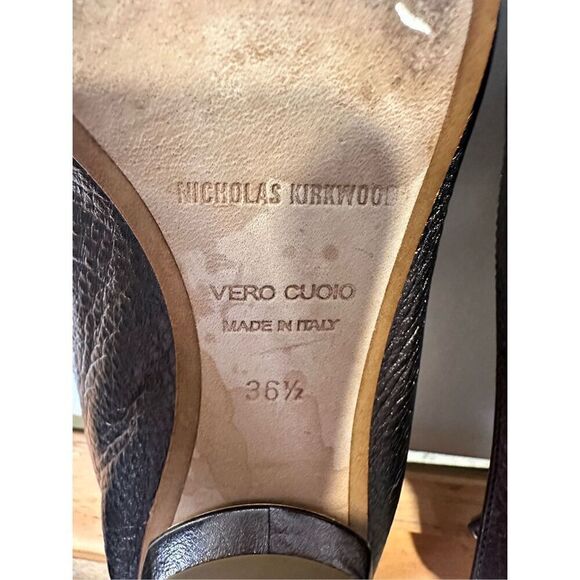 NICHOLAS KIRKWOOD
VERO CUOIO
MADE IN ITALY
36½